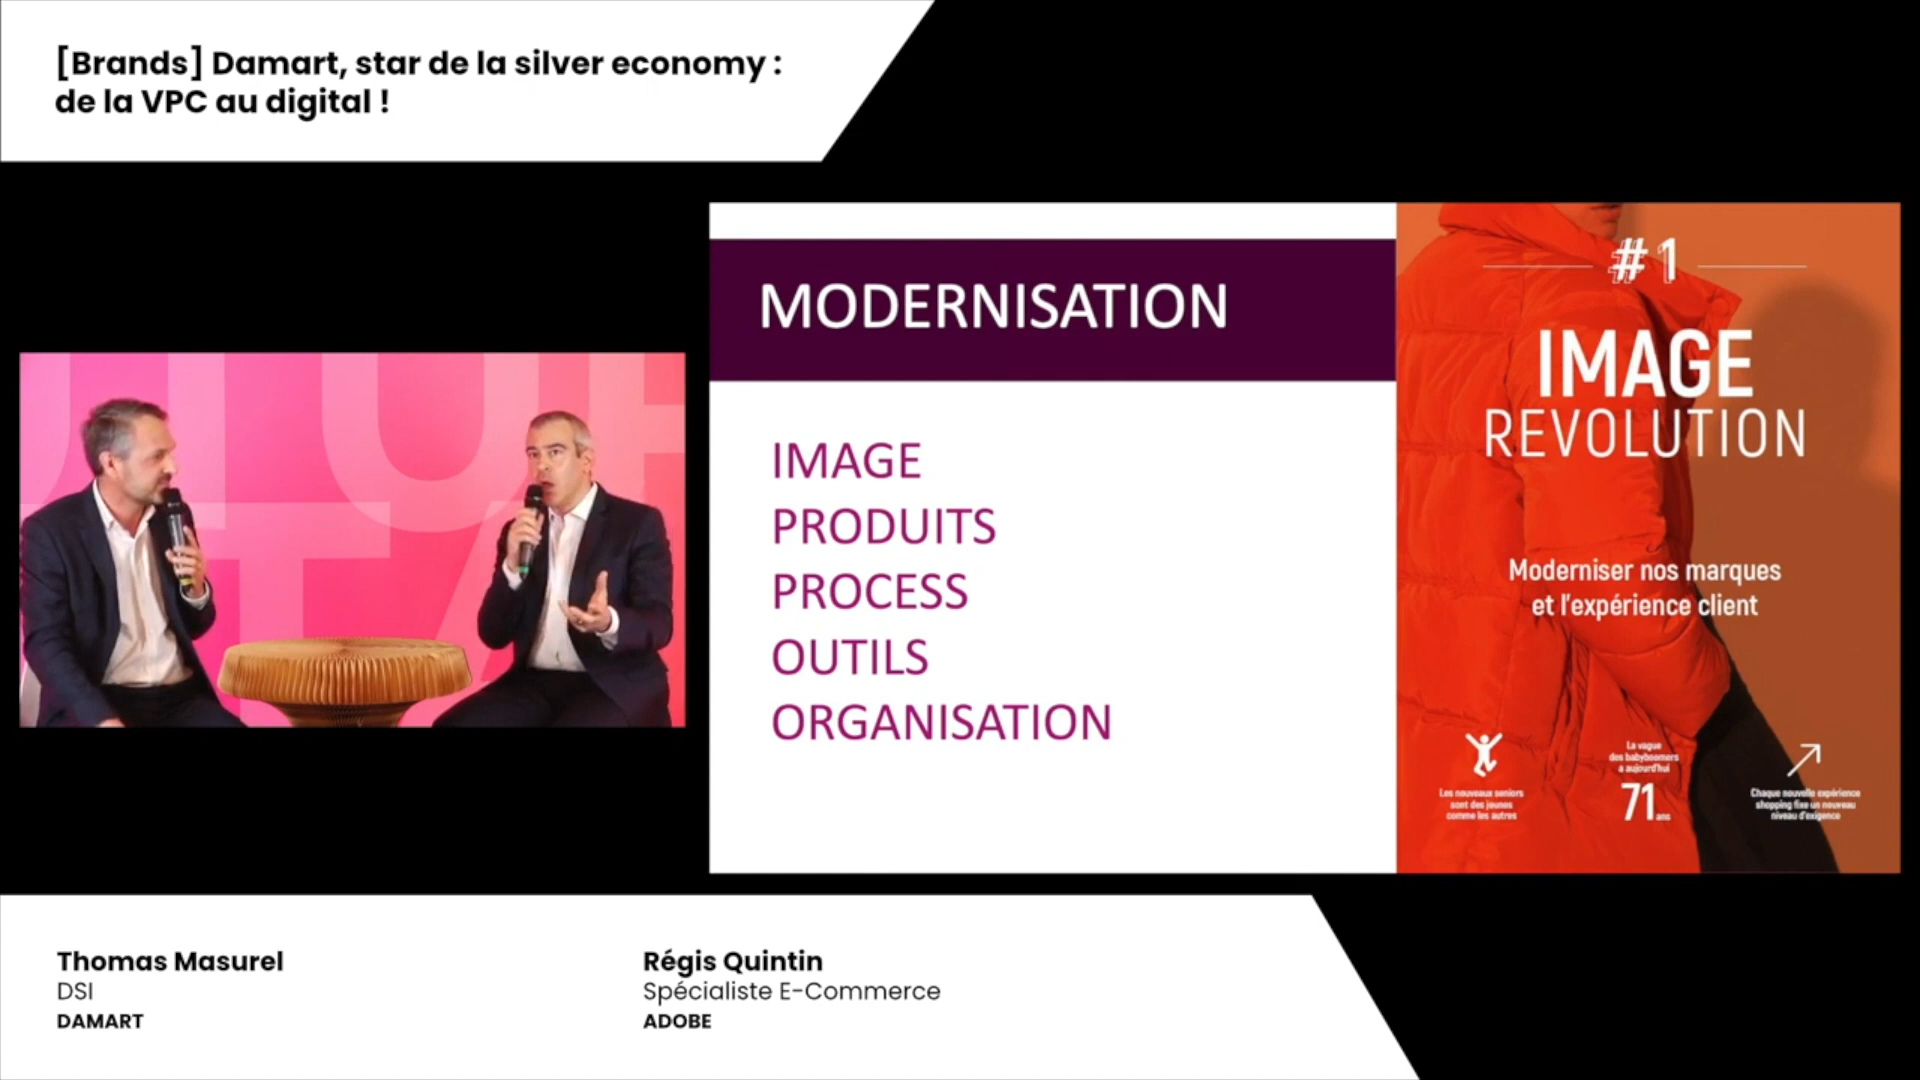 [Brands] Damart, star de la silver economy :
de la VPC au digital !
MODERNISATION
IMAGE
PRODUITS
PROCESS
OUTILS
ORGANISATION
#1
IMAGE
REVOLUTION
Moderniser nos marques
et l'expérience client
Les nouveaux seniors
sont des jeunes
comme les autres
La vague
des babyboomers
a aujourd'hui
71 ans
Chaque nouvelle expérience
shopping fixe un nouveau
niveau d'exigence
Thomas Masurel
DSI
DAMART
Régis Quintin
Spécialiste E-Commerce
ADOBE